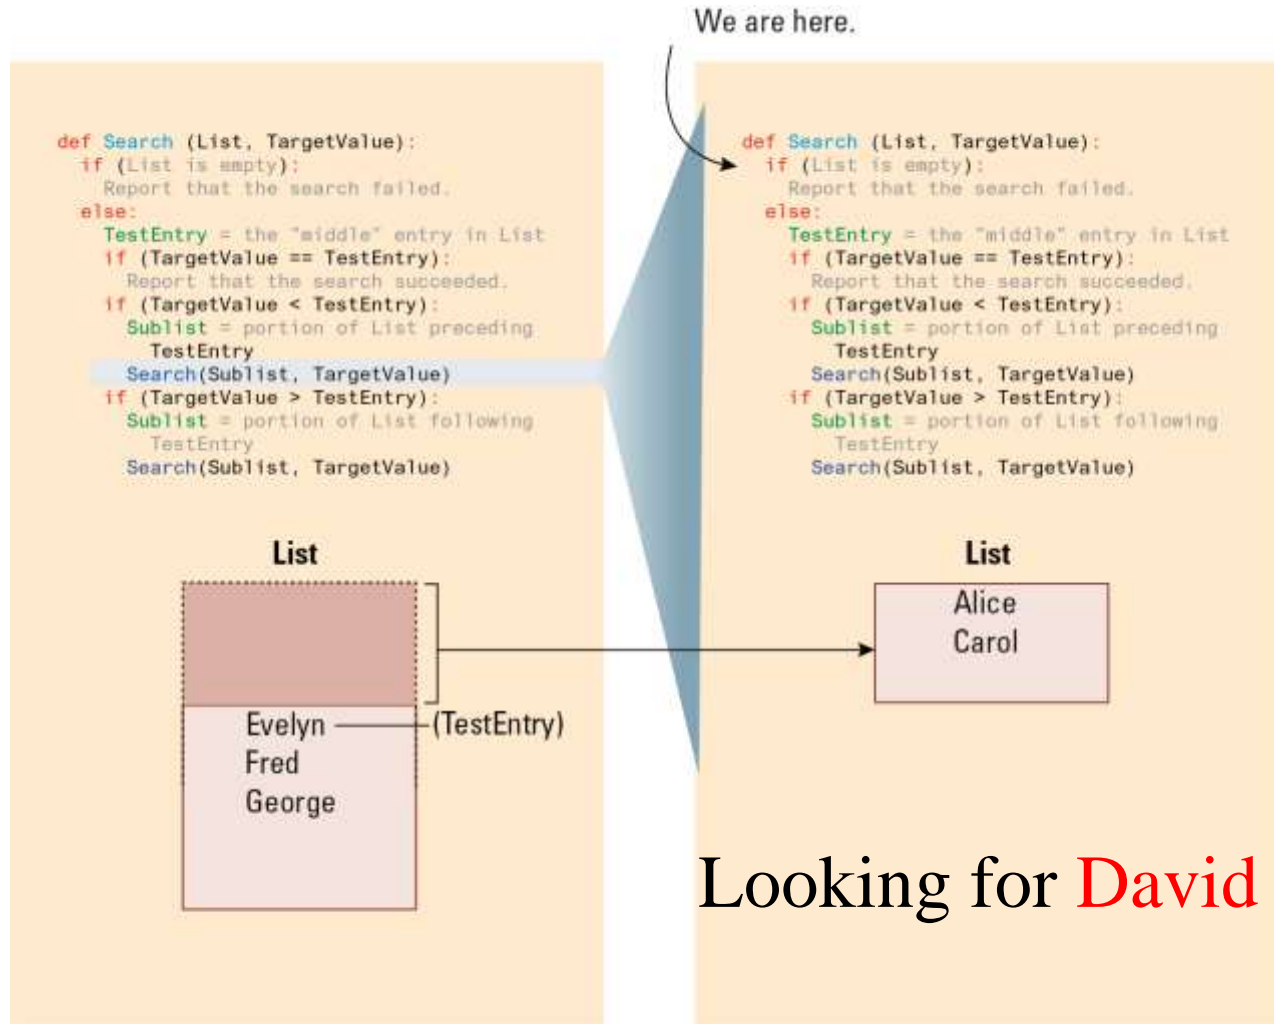 We are here.
def Search (List, TargetValue):
if (List is empty):
Report that the search failed.
else:
TestEntry = the "middle" entry in List
if (TargetValue == TestEntry):
Report that the search succeeded.
if (TargetValue < TestEntry):
Sublist = portion of List preceding
TestEntry
Search(Sublist, TargetValue)
if (TargetValue > TestEntry):
Sublist = portion of List following
TestEntry
Search(Sublist, TargetValue)
List
Evelyn (TestEntry)
Fred
George
def Search (List, TargetValue):
if (List is empty):
Report that the search failed.
else:
TestEntry = the "middle" entry in List
if (TargetValue == TestEntry):
Report that the search succeeded.
if (TargetValue < TestEntry):
Sublist = portion of List preceding
TestEntry
Search(Sublist, TargetValue)
if (TargetValue > TestEntry):
Sublist = portion of List following
TestEntry
Search(Sublist, TargetValue)
List
Alice
Carol
Looking for David